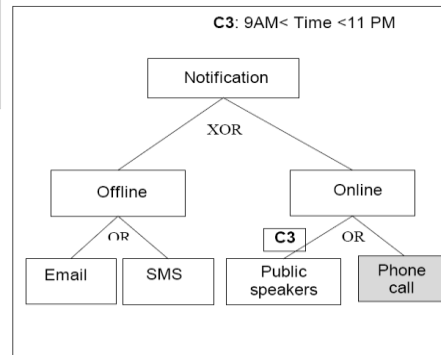 C3: 9AM< Time <11 PM
Notification
XOR
Offline
Online
OR
C3
OR
Email
SMS
Public
speakers
Phone
call